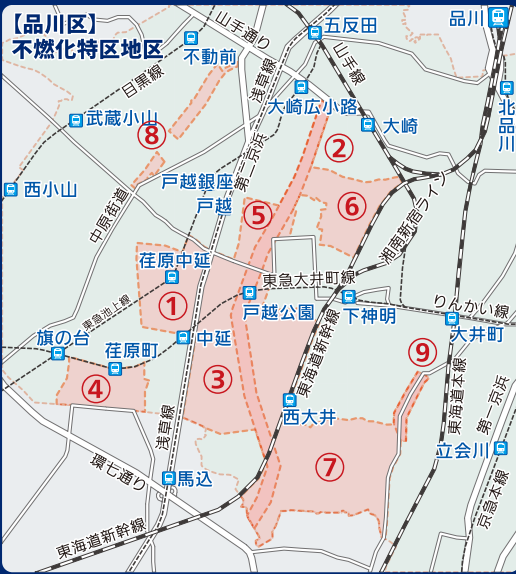 【品川区】
不燃化特区地区
山手通り
五反田
品川
不動前
目黒線
浅草線
山手線
北品川
武蔵小山
大崎広小路
大崎
⑧
②
第二京浜
戸越銀座
戸越
西小山
中原街道
⑤
⑥
湘南新宿ライン
荏原中延
東急大井町線
戸越公園
下神明
りんかい線
①
東急池上線
大井町
旗の台
荏原町
中延
東海道新幹線
⑨
④
③
西大井
東海道本線
第一京浜
浅草線
立会川
環七通り
馬込
⑦
京急本線
東海道新幹線